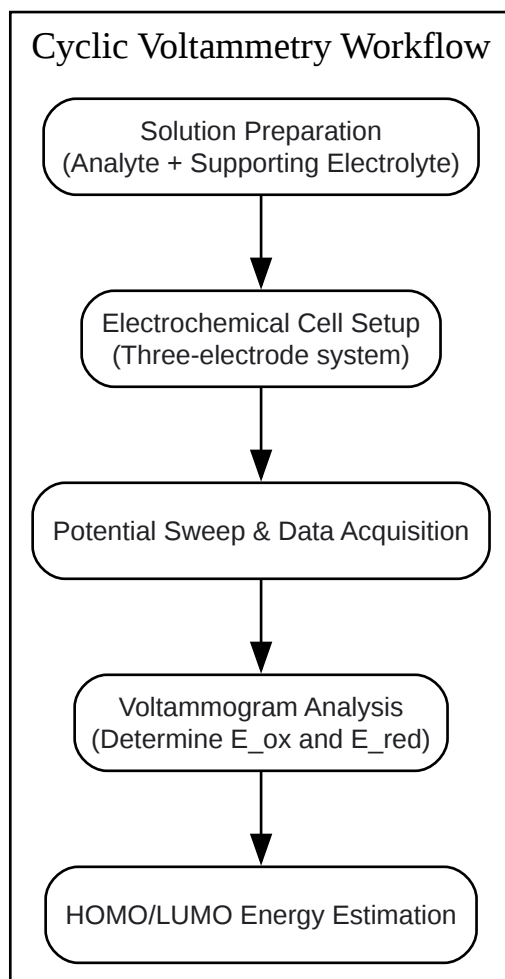 Cyclic Voltammetry Workflow
Solution Preparation
(Analyte + Supporting Electrolyte)
Electrochemical Cell Setup
(Three-electrode system)
Potential Sweep & Data Acquisition
Voltammogram Analysis
(Determine E_ox and E_red)
HOMO/LUMO Energy Estimation